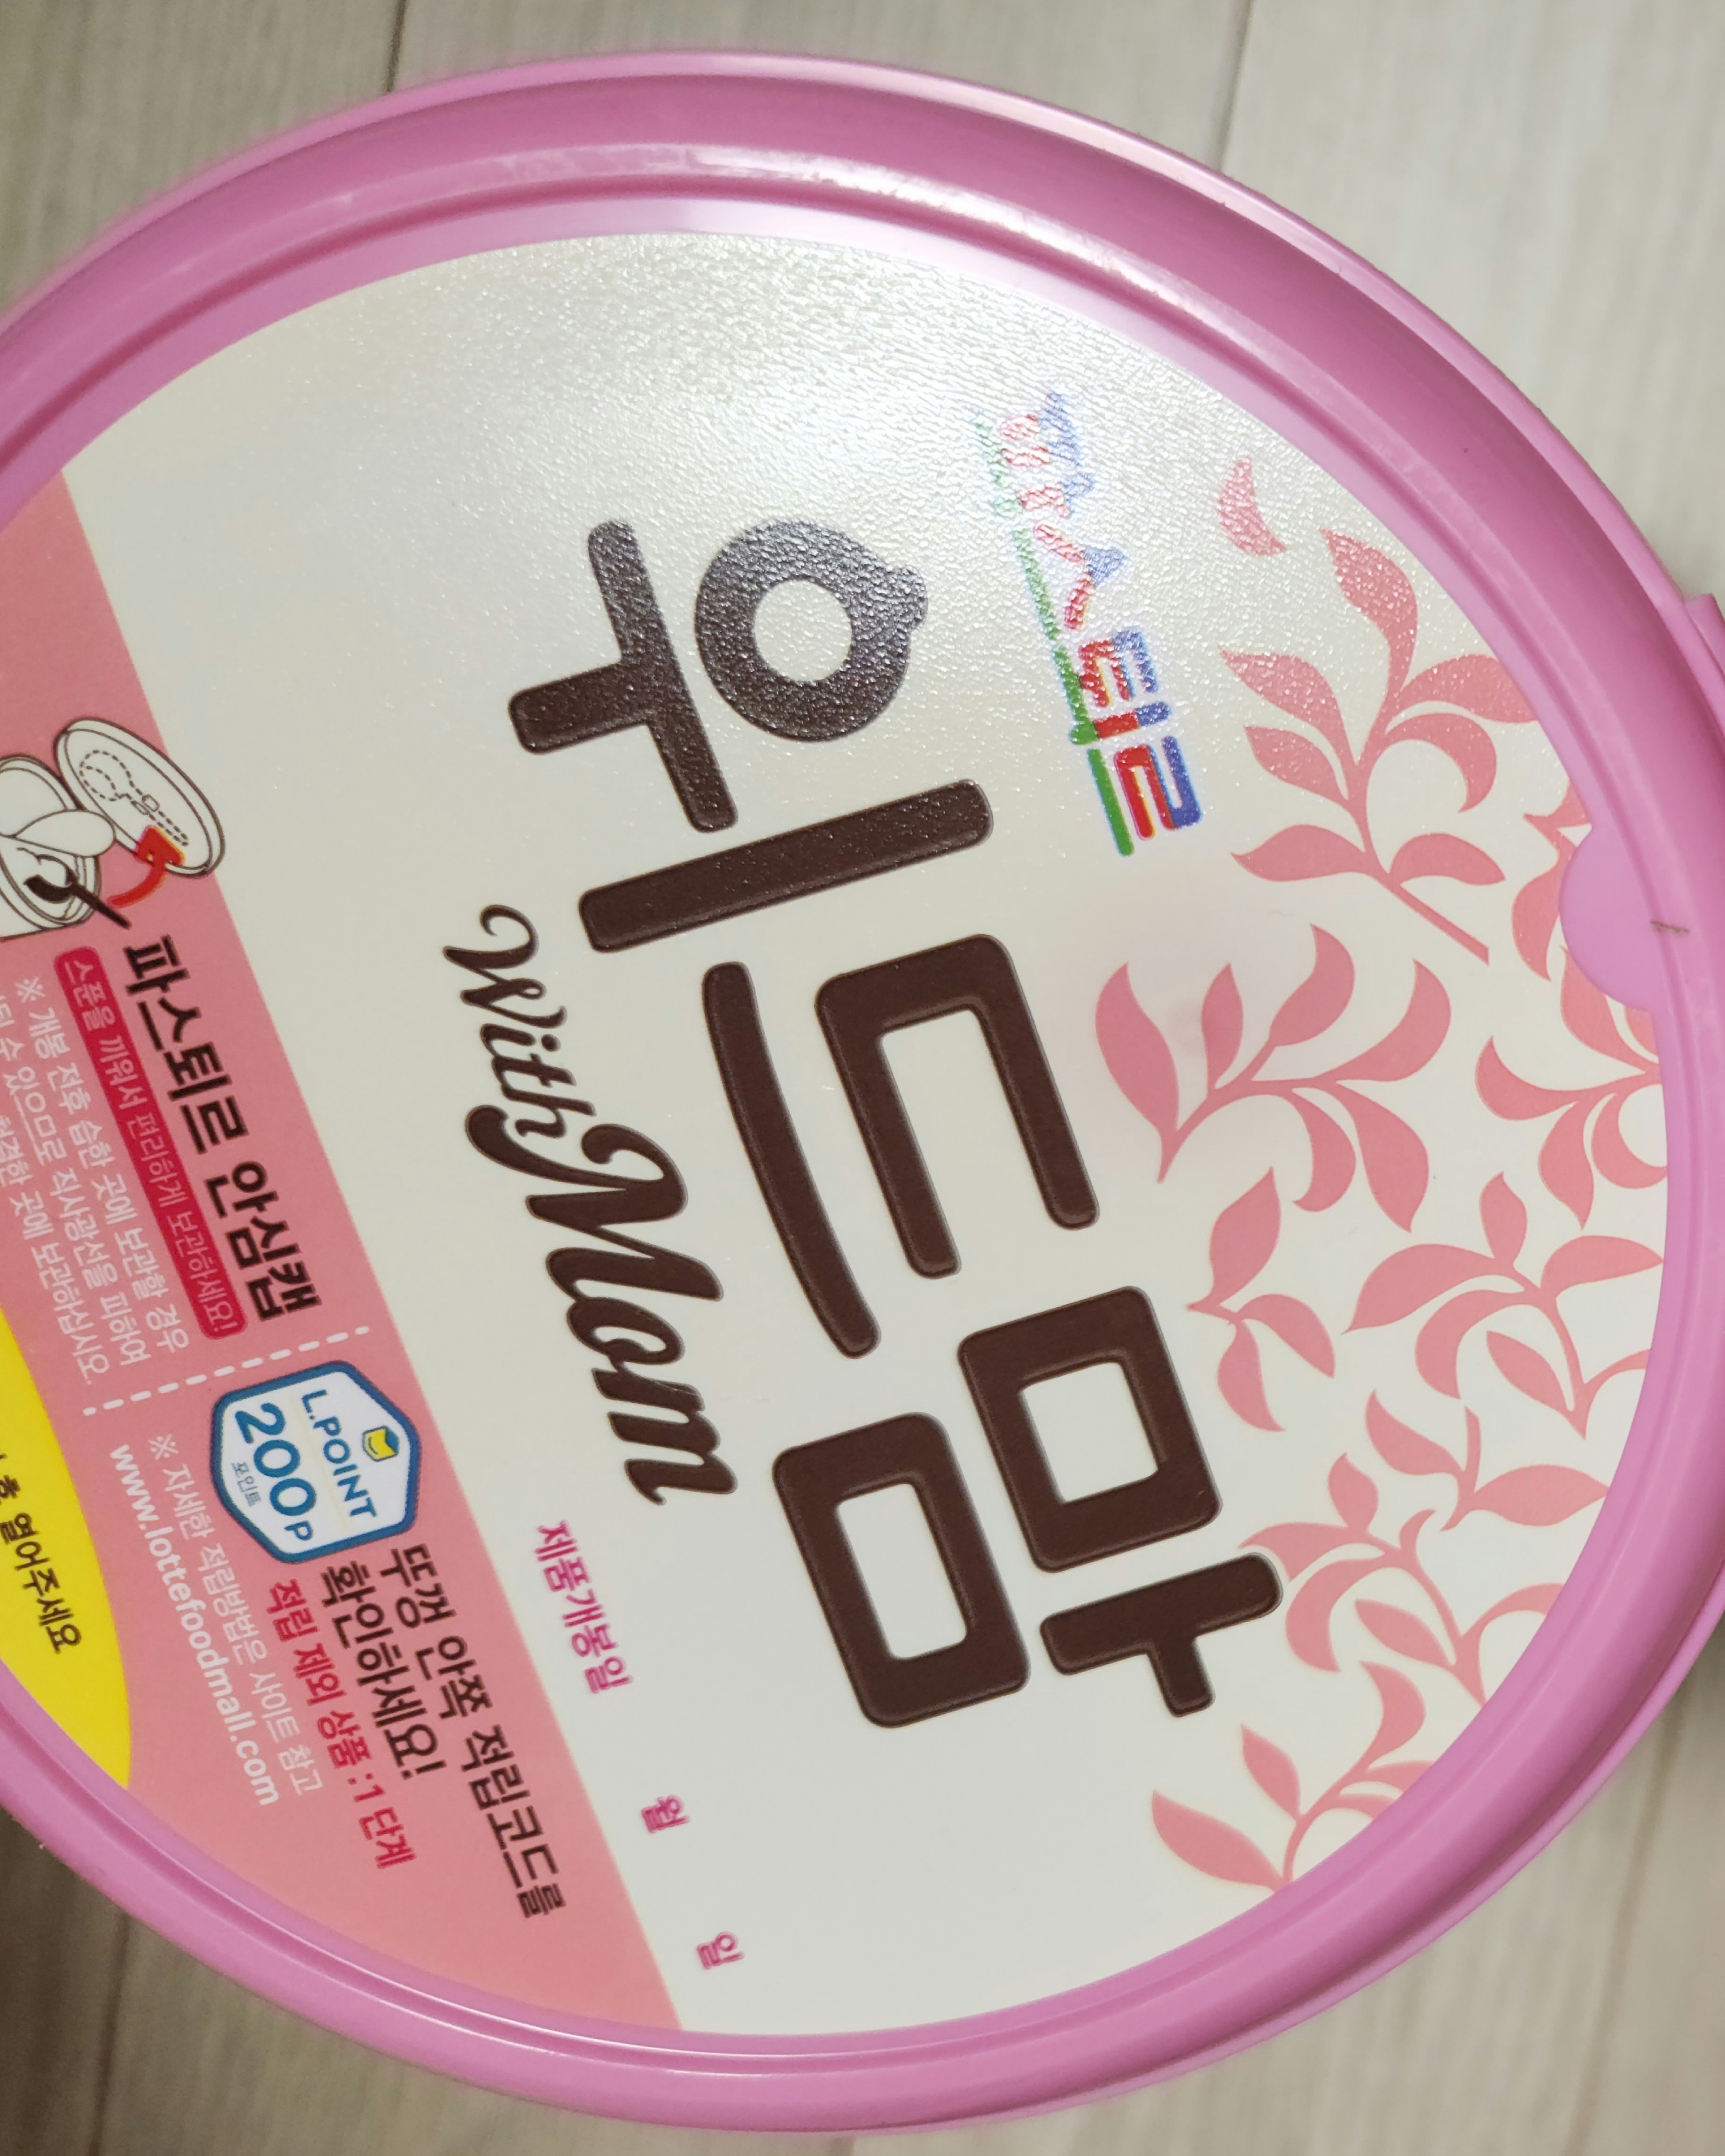 파스퇴르
위드맘
With Mom
제품개봉일 월 일
파스퇴르 안심캡
스푼을 끼워서 편리하게 보관하세요!
※ 개봉 전후 습한 곳에 보관할 경우
수 있으므로 직사광선을 피하여
청결한 곳에 보관하십시오.
L.POINT
200P
포인트
뚜껑 안쪽 적립코드를
확인하세요!
적립 제외 상품 : 1 단계
※ 자세한 적립방법은 사이트 참고
www.lottefoodmall.com
열어주세요